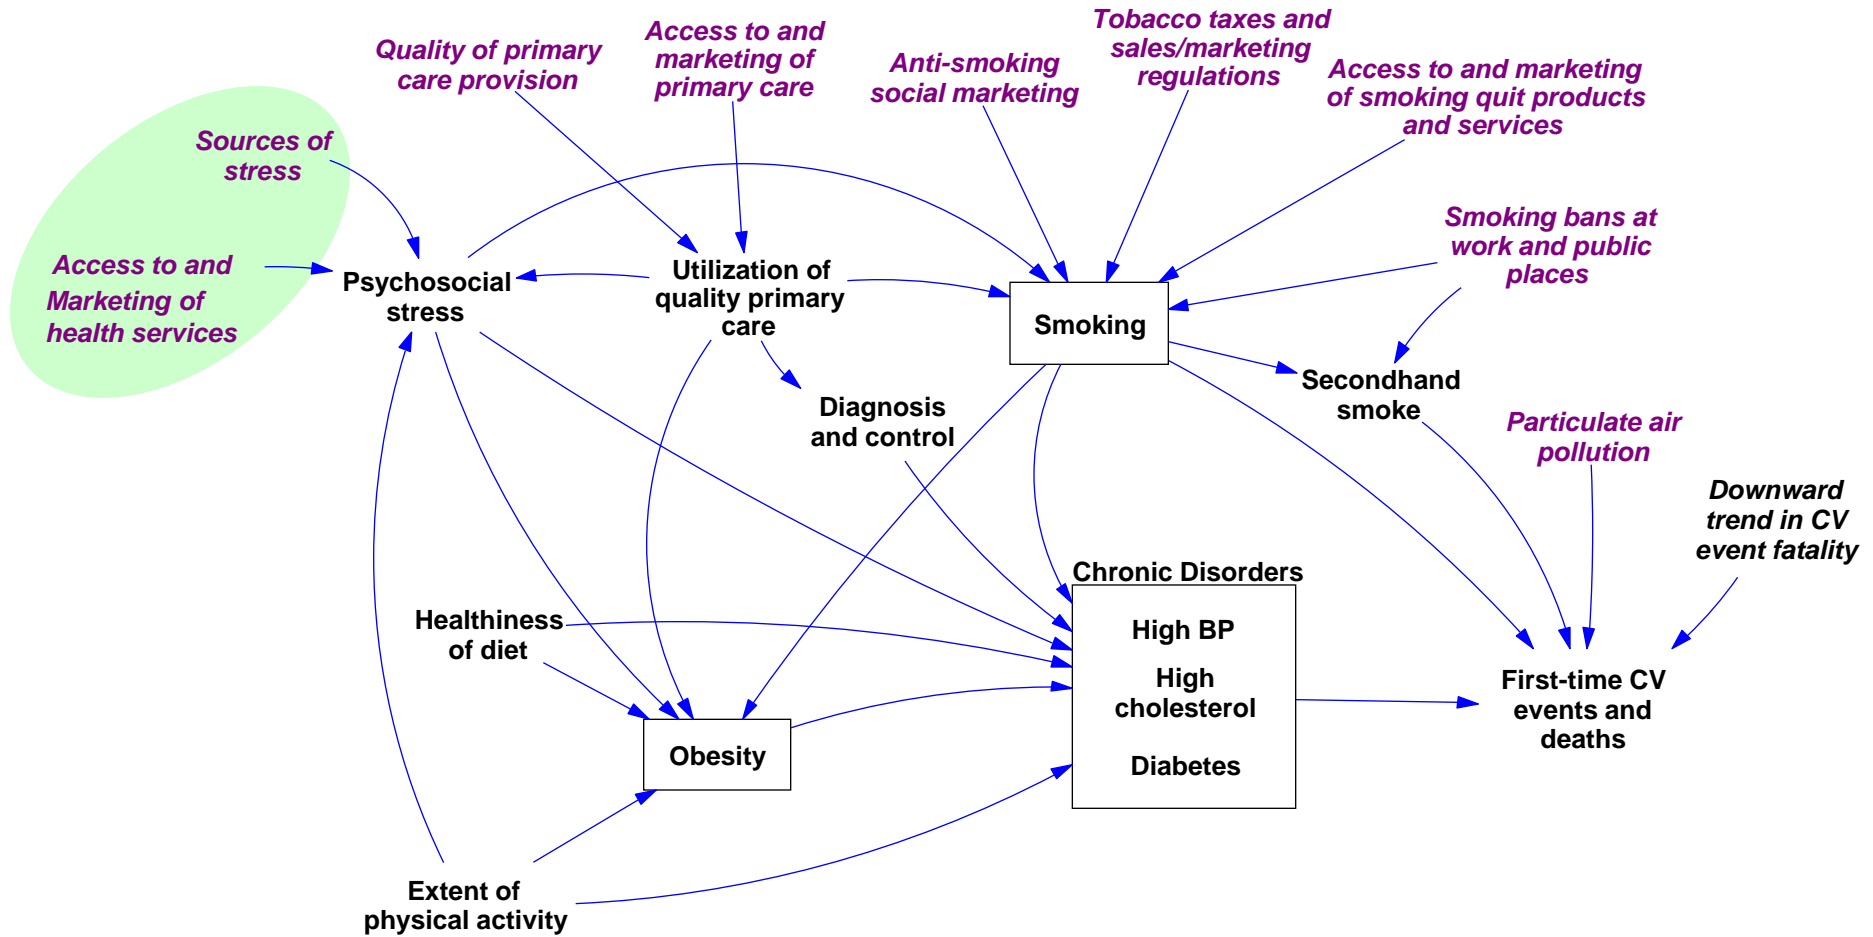 Quality of primary
care provision
Access to and
marketing of
primary care
Anti-smoking
social marketing
Tobacco taxes and
sales/marketing
regulations
Access to and marketing
of smoking quit products
and services
Sources of
stress
Access to and
Marketing of
health services
Psychosocial
stress
Utilization of
quality primary
care
Smoking
Smoking bans at
work and public
places
Secondhand
smoke
Diagnosis
and control
Particulate air
pollution
Downward
trend in CV
event fatality
Healthiness
of diet
Chronic Disorders
High BP
High
cholesterol
Diabetes
Obesity
First-time CV
events and
deaths
Extent of
physical activity